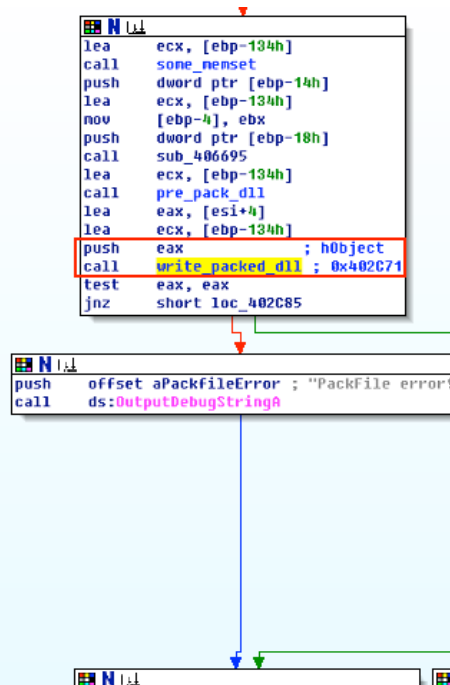 lea ecx, [ebp-134h]
call some_memset
push dword ptr [ebp-14h]
lea ecx, [ebp-134h]
mov [ebp-4], ebx
push dword ptr [ebp-18h]
call sub_406695
lea ecx, [ebp-134h]
call pre_pack_dll
lea eax, [esi+4]
lea ecx, [ebp-134h]
push eax ; hObject
call write_packed_dll ; 0x402C71
test eax, eax
jnz short loc_402C85
push offset aPackfileError ; "PackFile error
call ds:OutputDebugStringA